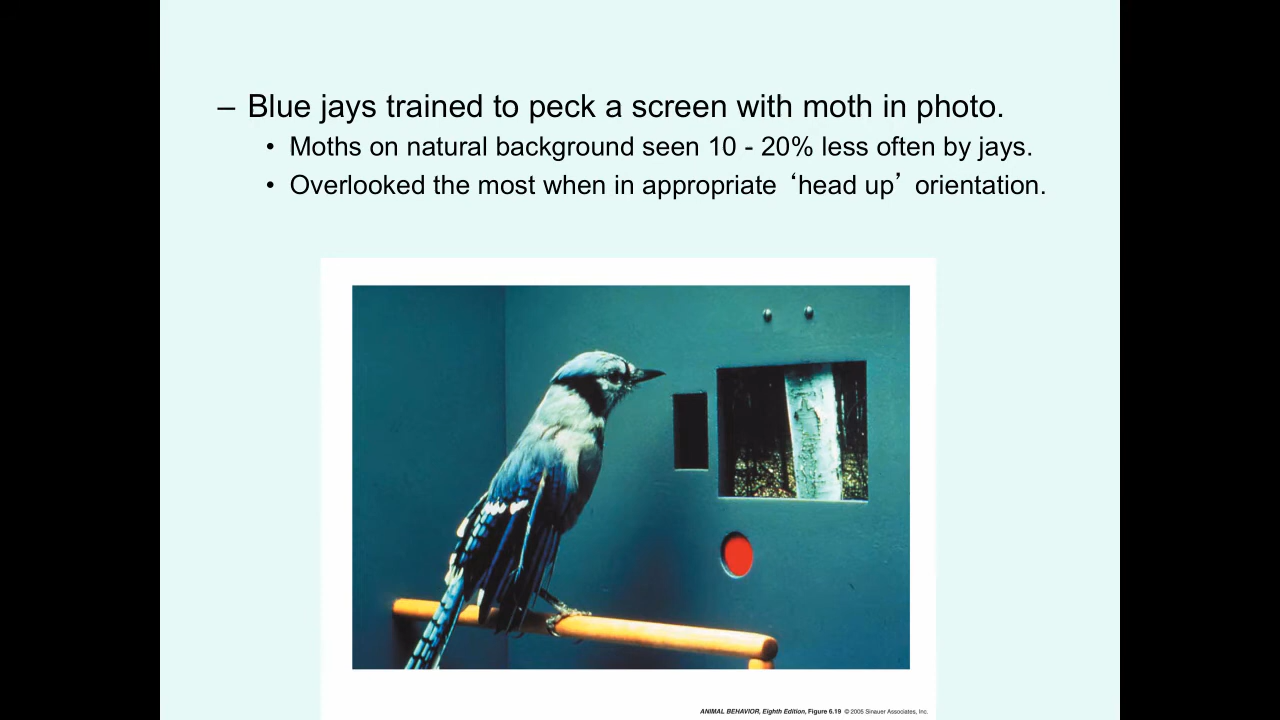 – Blue jays trained to peck a screen with moth in photo.
• Moths on natural background seen 10 - 20% less often by jays.
• Overlooked the most when in appropriate ‘head up’ orientation.
ANIMAL BEHAVIOR, Eighth Edition, Figure 6.19 © 2005 Sinauer Associates, Inc.